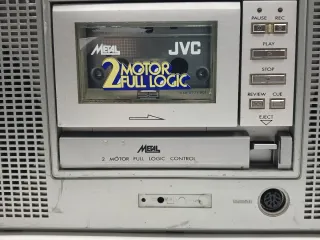 METAL
JVC
2 MOTOR
FULL LOGIC
PAUSE REC
PLAY
STOP
REVIEW CUE
EJECT
METAL
2 MOTOR FULL LOGIC CONTROL